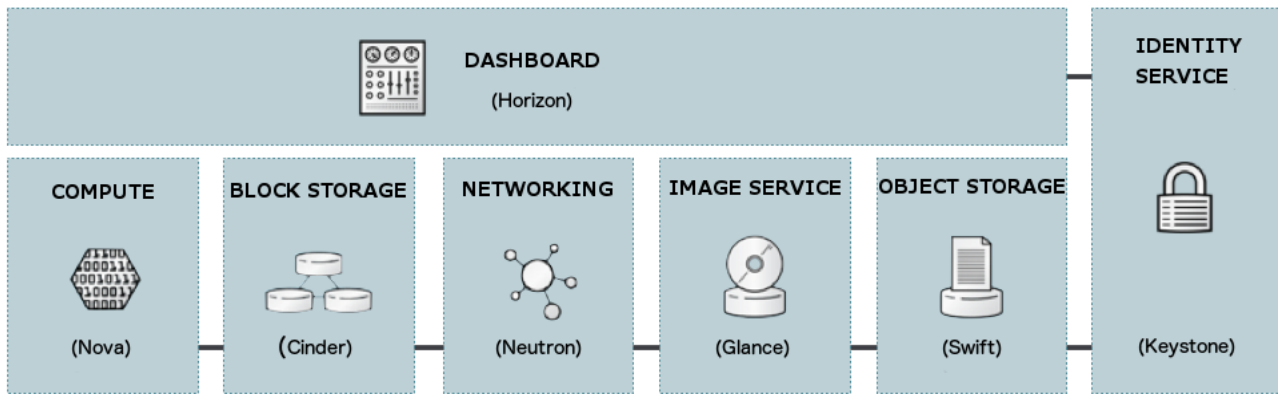 DASHBOARD
(Horizon)
IDENTITY
SERVICE
(Keystone)
COMPUTE
(Nova)
BLOCK STORAGE
(Cinder)
NETWORKING
(Neutron)
IMAGE SERVICE
(Glance)
OBJECT STORAGE
(Swift)